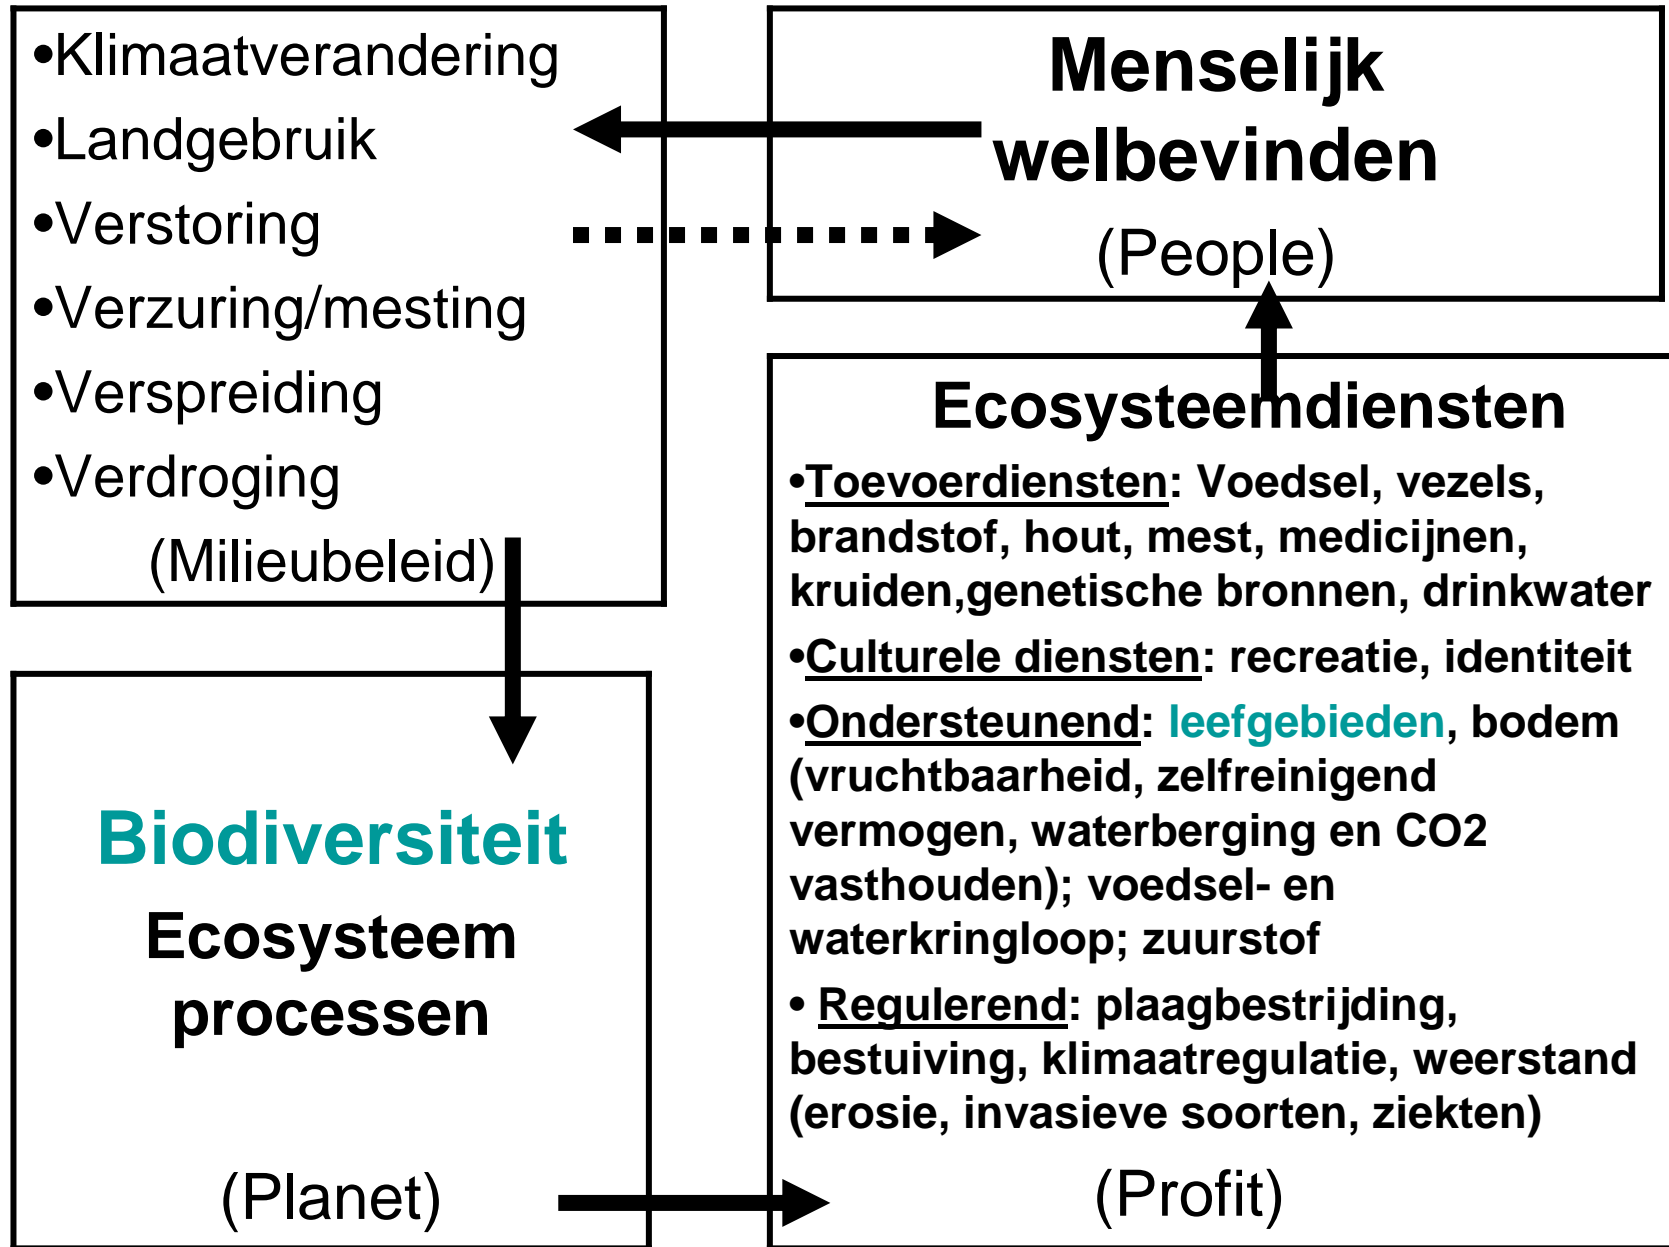 •Klimaatverandering
•Landgebruik
•Verstoring
•Verzuring/mesting
•Verspreiding
•Verdroging
(Milieubeleid)
Menselijk
welbevinden
(People)
Biodiversiteit
Ecosysteem
processen
(Planet)
Ecosysteemdiensten
•Toevoerdiensten: Voedsel, vezels,
brandstof, hout, mest, medicijnen,
kruiden,genetische bronnen, drinkwater
•Culturele diensten: recreatie, identiteit
•Ondersteunend: leefgebieden, bodem
(vruchtbaarheid, zelfreinigend
vermogen, waterberging en CO2
vasthouden); voedsel- en
waterkringloop; zuurstof
• Regulerend: plaagbestrijding,
bestuiving, klimaatregulatie, weerstand
(erosie, invasieve soorten, ziekten)
(Profit)